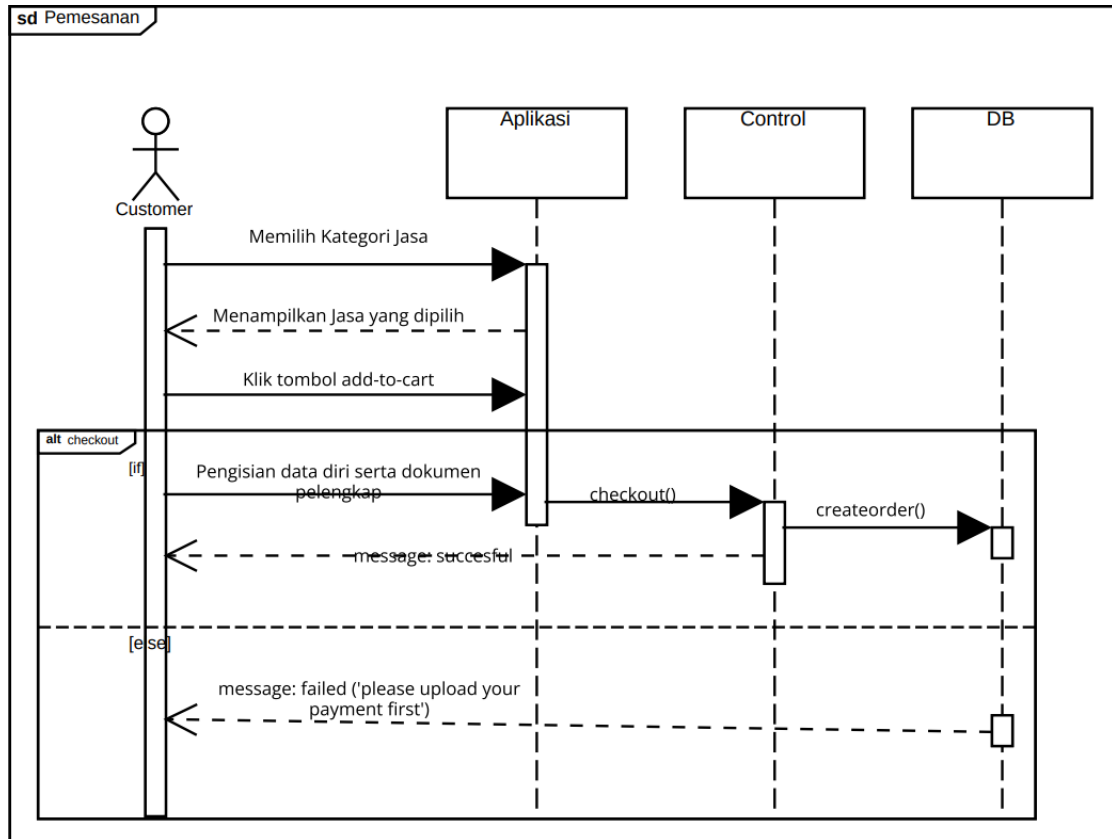 sd Pemesanan
Aplikasi
Control
DB
Customer
Memilih Kategori Jasa
Menampilkan Jasa yang dipilih
Klik tombol add-to-cart
alt checkout
[if]
Pengisian data diri serta dokumen
pelengkap
checkout()
createorder()
message: succesful
[else]
message: failed ('please upload your
payment first')